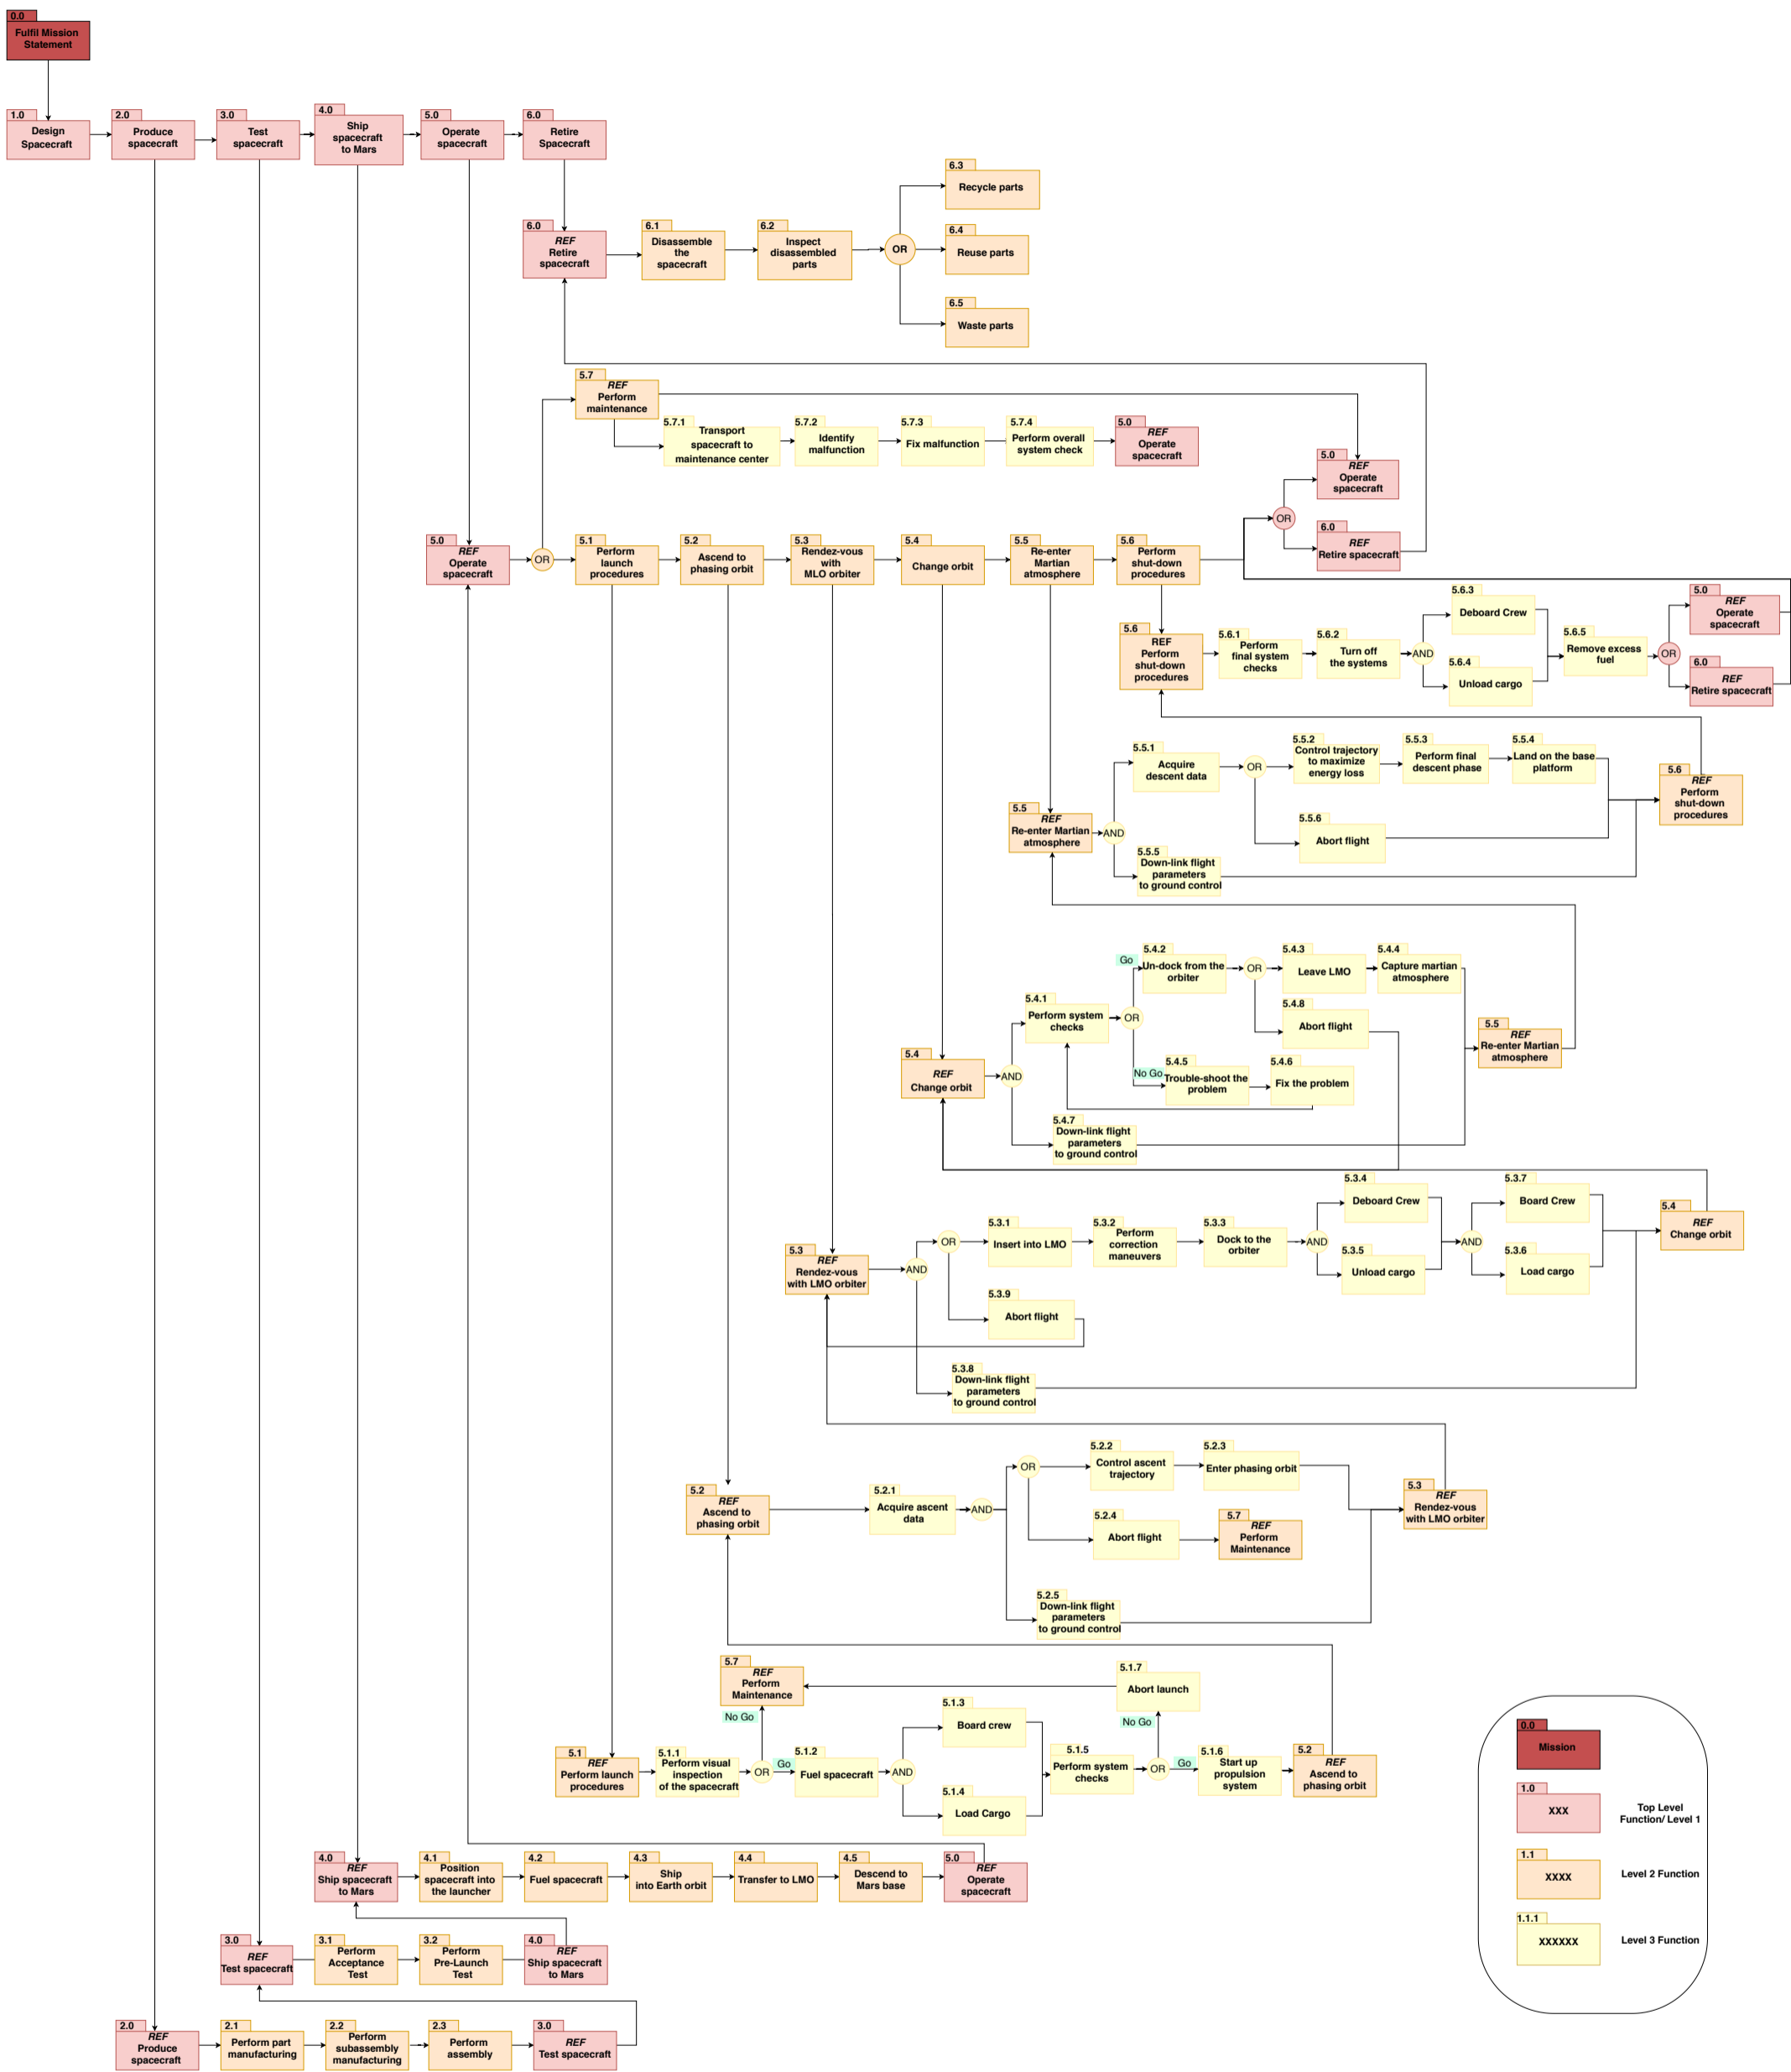 0.0
Fulfil Mission
Statement
1.0
Design
Spacecraft
2.0
Produce
spacecraft
3.0
Test
spacecraft
4.0
Ship
spacecraft
to Mars
5.0
Operate
spacecraft
6.0
Retire
Spacecraft
6.0
REF
Retire
spacecraft
6.1
Disassemble
the
spacecraft
6.2
Inspect
disassembled
parts
OR
6.3
Recycle parts
6.4
Reuse parts
6.5
Waste parts
5.7
REF
Perform
maintenance
5.7.1
Transport
spacecraft to
maintenance center
5.7.2
Identify
malfunction
5.7.3
Fix malfunction
5.7.4
Perform overall
system check
5.0
REF
Operate
spacecraft
5.0
REF
Operate
spacecraft
OR
6.0
REF
Retire spacecraft
5.0
REF
Operate
spacecraft
OR
5.1
Perform
launch
procedures
5.2
Ascend to
phasing orbit
5.3
Rendez-vous
with
MLO orbiter
5.4
Change orbit
5.5
Re-enter
Martian
atmosphere
5.6
Perform
shut-down
procedures
5.6
REF
Perform
shut-down
procedures
5.6.1
Perform
final system
checks
5.6.2
Turn off
the systems
AND
5.6.3
Deboard Crew
5.6.4
Unload cargo
5.6.5
Remove excess
fuel
OR
5.0
REF
Operate
spacecraft
6.0
REF
Retire spacecraft
5.5
REF
Re-enter Martian
atmosphere
AND
5.5.1
Acquire
descent data
OR
5.5.2
Control trajectory
to maximize
energy loss
5.5.3
Perform final
descent phase
5.5.4
Land on the base
platform
5.5.6
Abort flight
5.5.5
Down-link flight
parameters
to ground control
5.6
REF
Perform
shut-down
procedures
5.4
REF
Change orbit
AND
5.4.1
Perform system
checks
OR
Go
5.4.2
Un-dock from the
orbiter
OR
5.4.3
Leave LMO
5.4.4
Capture martian
atmosphere
5.4.8
Abort flight
No Go
5.4.5
Trouble-shoot the
problem
5.4.6
Fix the problem
5.4.7
Down-link flight
parameters
to ground control
5.5
REF
Re-enter Martian
atmosphere
5.3
REF
Rendez-vous
with LMO orbiter
AND
OR
5.3.1
Insert into LMO
5.3.2
Perform
correction
maneuvers
5.3.3
Dock to the
orbiter
AND
5.3.4
Deboard Crew
5.3.5
Unload cargo
AND
5.3.7
Board Crew
5.3.6
Load cargo
5.4
REF
Change orbit
5.3.9
Abort flight
5.3.8
Down-link flight
parameters
to ground control
5.2
REF
Ascend to
phasing orbit
5.2.1
Acquire ascent
data
AND
OR
5.2.2
Control ascent
trajectory
5.2.3
Enter phasing orbit
5.2.4
Abort flight
5.7
REF
Perform
Maintenance
5.2.5
Down-link flight
parameters
to ground control
5.3
REF
Rendez-vous
with LMO orbiter
5.7
REF
Perform
Maintenance
No Go
5.1
REF
Perform launch
procedures
5.1.1
Perform visual
inspection
of the spacecraft
OR
Go
5.1.2
Fuel spacecraft
AND
5.1.3
Board crew
5.1.4
Load Cargo
5.1.5
Perform system
checks
OR
No Go
5.1.7
Abort launch
Go
5.1.6
Start up
propulsion
system
5.2
REF
Ascend to
phasing orbit
4.0
REF
Ship spacecraft
to Mars
4.1
Position
spacecraft into
the launcher
4.2
Fuel spacecraft
4.3
Ship
into Earth orbit
4.4
Transfer to LMO
4.5
Descend to
Mars base
5.0
REF
Operate
spacecraft
3.0
REF
Test spacecraft
3.1
Perform
Acceptance
Test
3.2
Perform
Pre-Launch
Test
4.0
REF
Ship spacecraft
to Mars
2.0
REF
Produce
spacecraft
2.1
Perform part
manufacturing
2.2
Perform
subassembly
manufacturing
2.3
Perform
assembly
3.0
REF
Test spacecraft
0.0
Mission
1.0
XXX
Top Level
Function/ Level 1
1.1
XXXX
Level 2 Function
1.1.1
XXXXXX
Level 3 Function